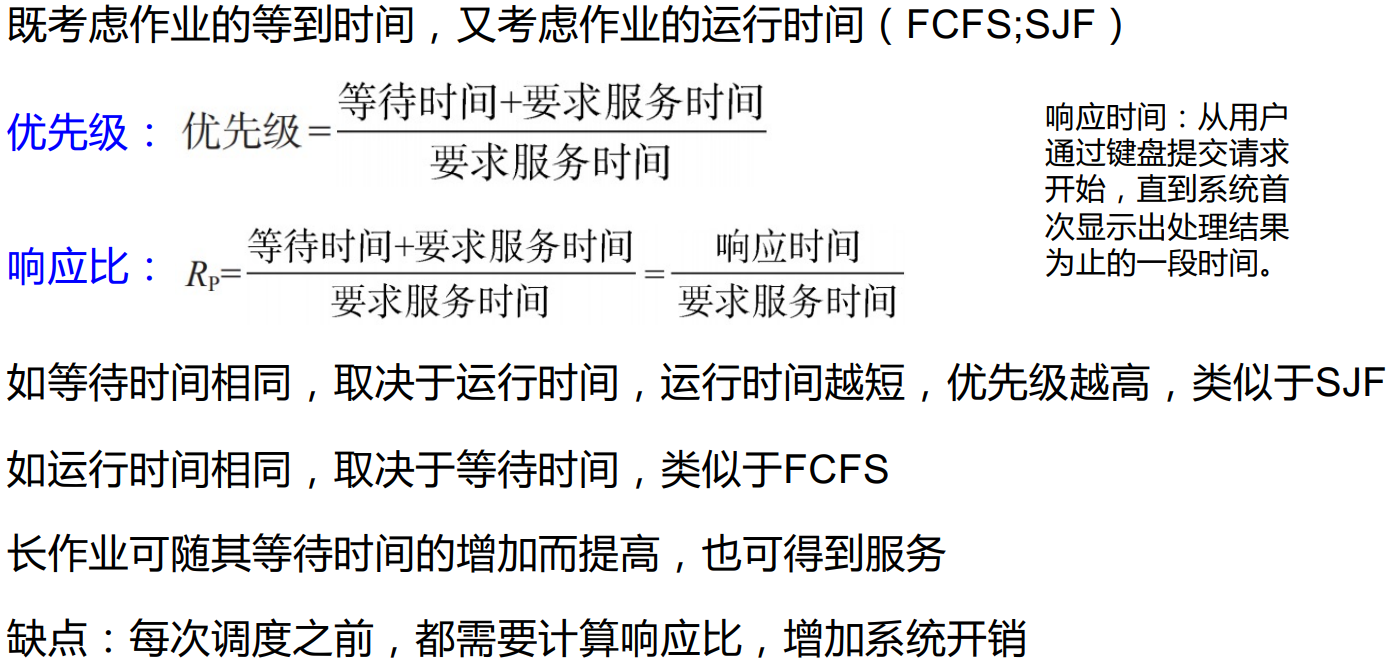 既考虑作业的等到时间，又考虑作业的运行时间（FCFS;SJF）
优先级： 优先级=等待时间+要求服务时间/要求服务时间
响应比： RP=等待时间+要求服务时间/要求服务时间=响应时间/要求服务时间
响应时间：从用户
通过键盘提交请求
开始，直到系统首
次显示出处理结果
为止的一段时间。
如等待时间相同，取决于运行时间，运行时间越短，优先级越高，类似于SJF
如运行时间相同，取决于等待时间，类似于FCFS
长作业可随其等待时间的增加而提高，也可得到服务
缺点：每次调度之前，都需要计算响应比，增加系统开销